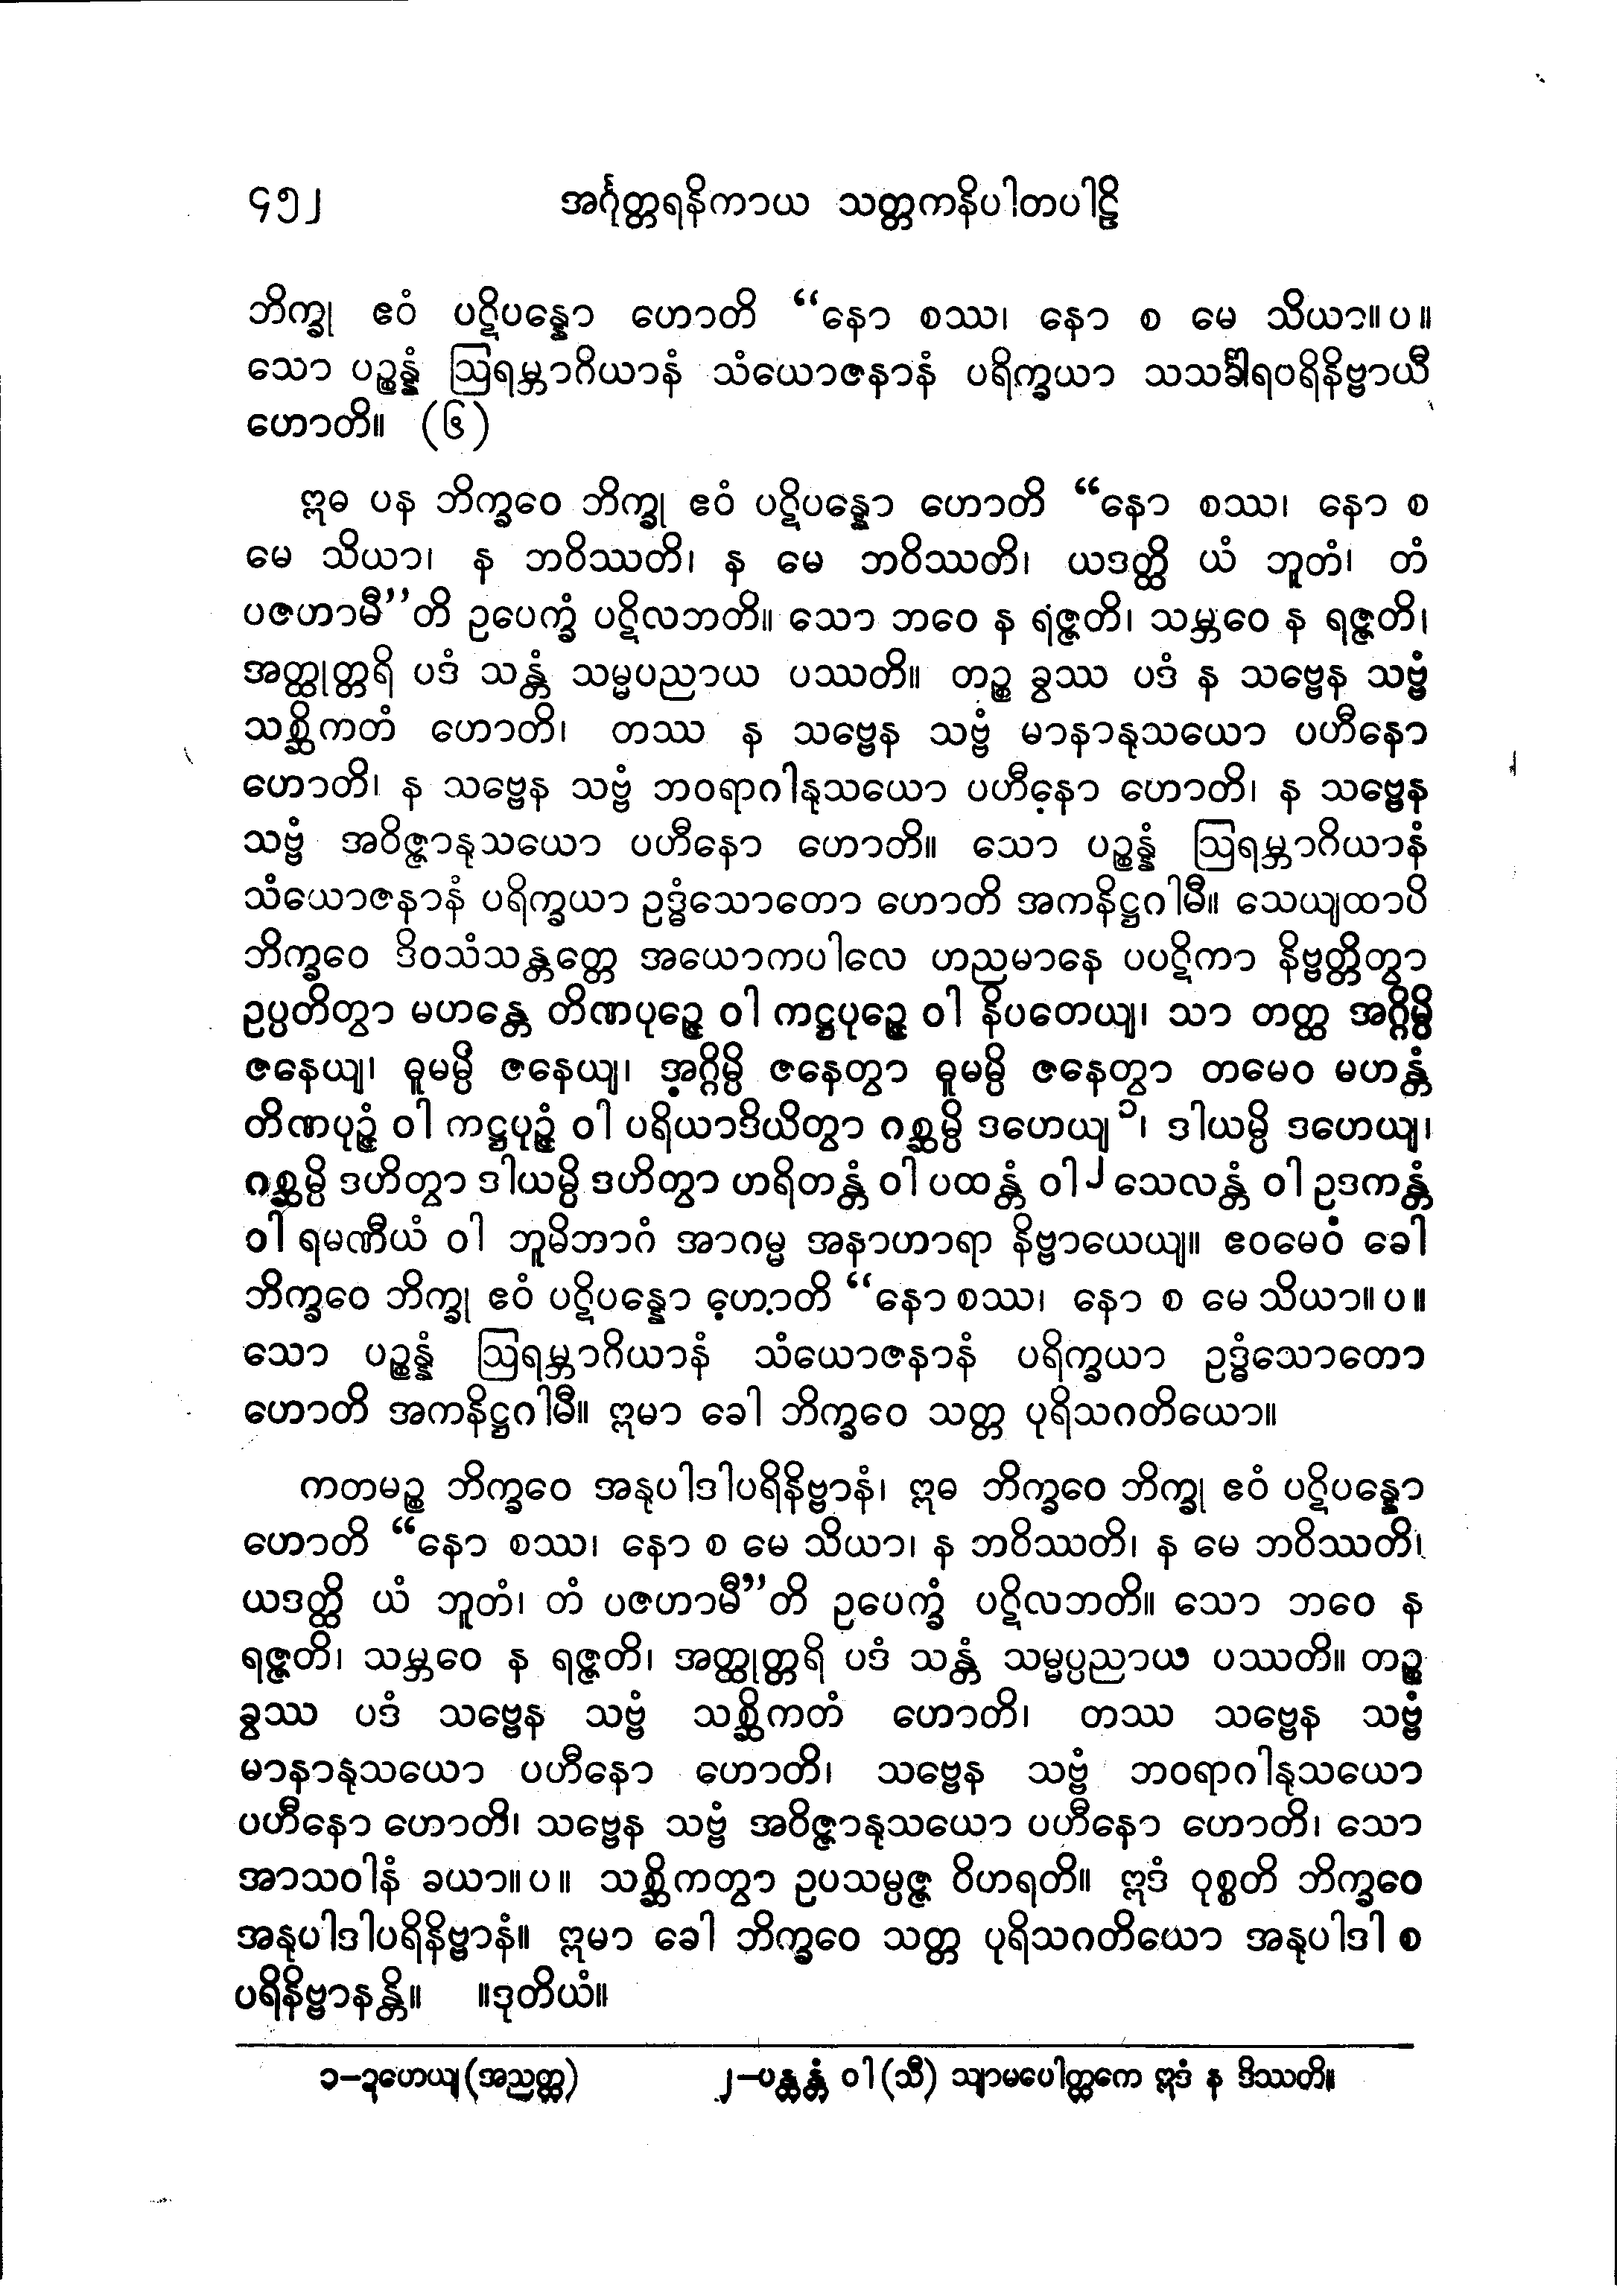 ၄၅၂ အင်္ဂုတ္တရနိကာယ သတ္တကနိပါတပါဠိ
ဘိက္ခု ဧဝံ ပဋိပန္နော ဟောတိ “နော စဿ၊ နော စ မေ သိယာ။ပ။
သော ပဉ္စန္နံ ဩရမ္ဘာဂိယာနံ သံယောဇနာနံ ပရိက္ခယာ သသင်္ခါရပရိနိဗ္ဗာယီ
ဟောတိ။ (၆)
ဣဓ ပန ဘိက္ခဝေ ဘိက္ခု ဧဝံ ပဋိပန္နော ဟောတိ “နော စဿ၊ နော စ
မေ သိယာ၊ န ဘဝိဿတိ၊ န မေ ဘဝိဿတိ၊ ယဒတ္ထိ ယံ ဘူတံ၊ တံ
ပဇဟာမီ”တိ ဥပေက္ခံ ပဋိလဘတိ။ သော ဘဝေ န ရဇ္ဇတိ၊ သမ္ဘဝေ န ရဇ္ဇတိ၊
အတ္ထုတ္တရိ ပဒံ သန္တံ သမ္မပညာယ ပဿတိ။ တဉ္စ ခွဿ ပဒံ န သဗ္ဗေန သဗ္ဗံ
သစ္ဆိကတံ ဟောတိ၊ တဿ န သဗ္ဗေန သဗ္ဗံ မာနာနုသယော ပဟီနော
ဟောတိ၊ န သဗ္ဗေန သဗ္ဗံ ဘဝရာဂါနုသယော ပဟီနော ဟောတိ၊ န သဗ္ဗေန
သဗ္ဗံ အဝိဇ္ဇာနုသယော ပဟီနော ဟောတိ။ သော ပဉ္စန္နံ ဩရမ္ဘာဂိယာနံ
သံယောဇနာနံ ပရိက္ခယာ ဥဒ္ဓံသောတော ဟောတိ အကနိဋ္ဌဂါမီ။ သေယျထာပိ
ဘိက္ခဝေ ဒိဝသံသန္တတ္တေ အယောကပါလေ ဟညမာနေ ပပဋိကာ နိဗ္ဗတ္တိတွာ
ဥပ္ပတိတွာ မဟန္တေ တိဏပုဉ္ဇေ ဝါ ကဋ္ဌပုဉ္ဇေ ဝါ နိပတေယျ၊ သာ တတ္ထ အဂ္ဂိမ္ပိ
ဇနေယျ၊ ဓူမမ္ပိ ဇနေယျ၊ အဂ္ဂိမ္ပိ ဇနေတွာ ဓူမမ္ပိ ဇနေတွာ တမေဝ မဟန္တံ
တိဏပုဉ္ဇံ ဝါ ကဋ္ဌပုဉ္ဇံ ဝါ ပရိယာဒိယိတွာ ဂစ္ဆမ္ပိ ဒဟေယျ၁၊ ဒါယမ္ပိ ဒဟေယျ၊
ဂစ္ဆမ္ပိ ဒဟိတွာ ဒါယမ္ပိ ဒဟိတွာ ဟရိတန္တံ ဝါ ပထန္တံ ဝါ၂ သေလန္တံ ဝါ ဥဒကန္တံ
ဝါ ရမဏီယံ ဝါ ဘူမိဘာဂံ အာဂမ္မ အနာဟာရာ နိဗ္ဗာယေယျ။ ဧဝမေဝံ ခေါ
ဘိက္ခဝေ ဘိက္ခု ဧဝံ ပဋိပန္နော ဟောတိ “နော စဿ၊ နော စ မေ သိယာ။ပ။
သော ပဉ္စန္နံ ဩရမ္ဘာဂိယာနံ သံယောဇနာနံ ပရိက္ခယာ ဥဒ္ဓံသောတော
ဟောတိ အကနိဋ္ဌဂါမီ။ ဣမာ ခေါ ဘိက္ခဝေ သတ္တ ပုရိသဂတိယော။
ကတမဉ္စ ဘိက္ခဝေ အနုပါဒါပရိနိဗ္ဗာနံ၊ ဣဓ ဘိက္ခဝေ ဘိက္ခု ဧဝံ ပဋိပန္နော
ဟောတိ “နော စဿ၊ နော စ မေ သိယာ၊ န ဘဝိဿတိ၊ န မေ ဘဝိဿတိ၊
ယဒတ္ထိ ယံ ဘူတံ၊ တံ ပဇဟာမီ”တိ ဥပေက္ခံ ပဋိလဘတိ။ သော ဘဝေ န
ရဇ္ဇတိ၊ သမ္ဘဝေ န ရဇ္ဇတိ၊ အတ္ထုတ္တရိ ပဒံ သန္တံ သမ္မပ္ပညာယ ပဿတိ။ တဉ္စ
ခွဿ ပဒံ သဗ္ဗေန သဗ္ဗံ သစ္ဆိကတံ ဟောတိ၊ တဿ သဗ္ဗေန သဗ္ဗံ
မာနာနုသယော ပဟီနော ဟောတိ၊ သဗ္ဗေန သဗ္ဗံ ဘဝရာဂါနုသယော
ပဟီနော ဟောတိ၊ သဗ္ဗေန သဗ္ဗံ အဝိဇ္ဇာနုသယော ပဟီနော ဟောတိ၊ သော
အာသဝါနံ ခယာ။ပ။ သစ္ဆိကတွာ ဥပသမ္ပဇ္ဇ ဝိဟရတိ။ ဣဒံ ဝုစ္စတိ ဘိက္ခဝေ
အနုပါဒါပရိနိဗ္ဗာနံ။ ဣမာ ခေါ ဘိက္ခဝေ သတ္တ ပုရိသဂတိယော အနုပါဒါ စ
ပရိနိဗ္ဗာနန္တိ။ ။ဒုတိယံ။
၁−ဍဟေယျ (အညတ္ထ) ၂−ပန္ထန္တံ ဝါ (သီ) သျာမပေါတ္ထကေ ဣဒံ န ဒိဿတိ။